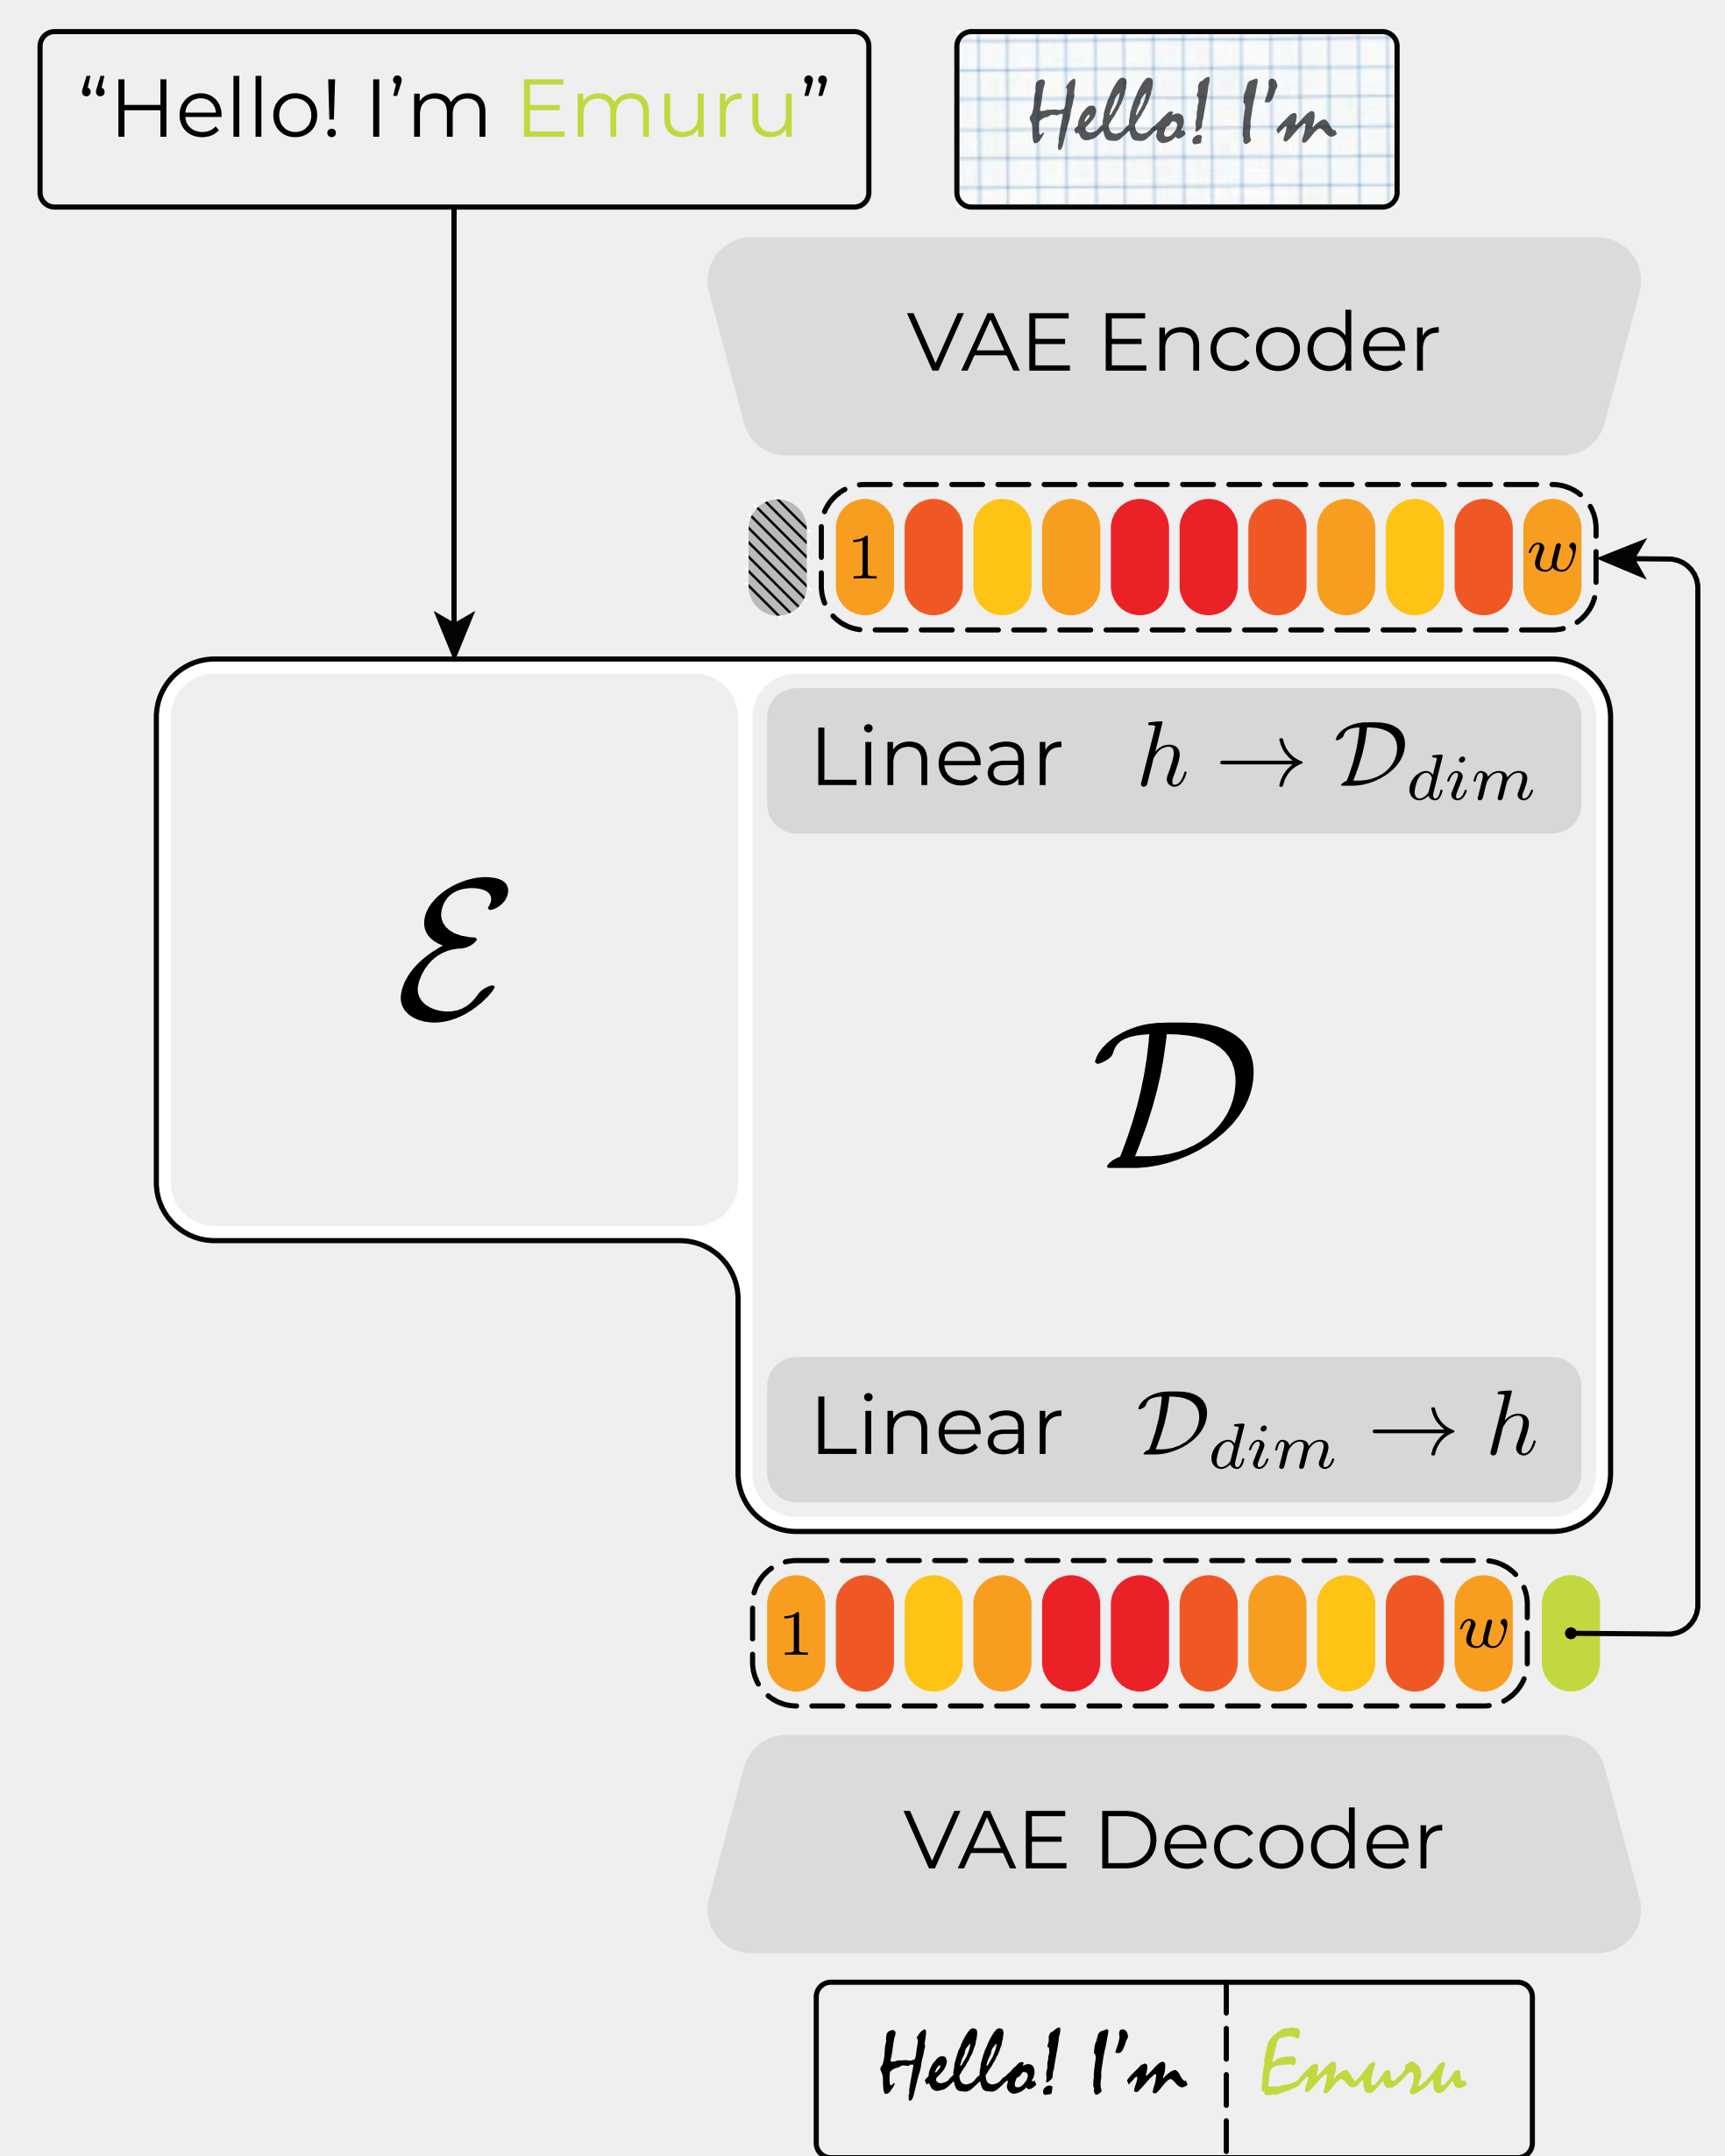 “Hello! I’m Emuru”
Hello! I’m
VAE Encoder
1 w
Linear h → 𝒟dim
ℰ
𝒟
Linear 𝒟dim → h
1 w
VAE Decoder
Hello! I’m Emuru